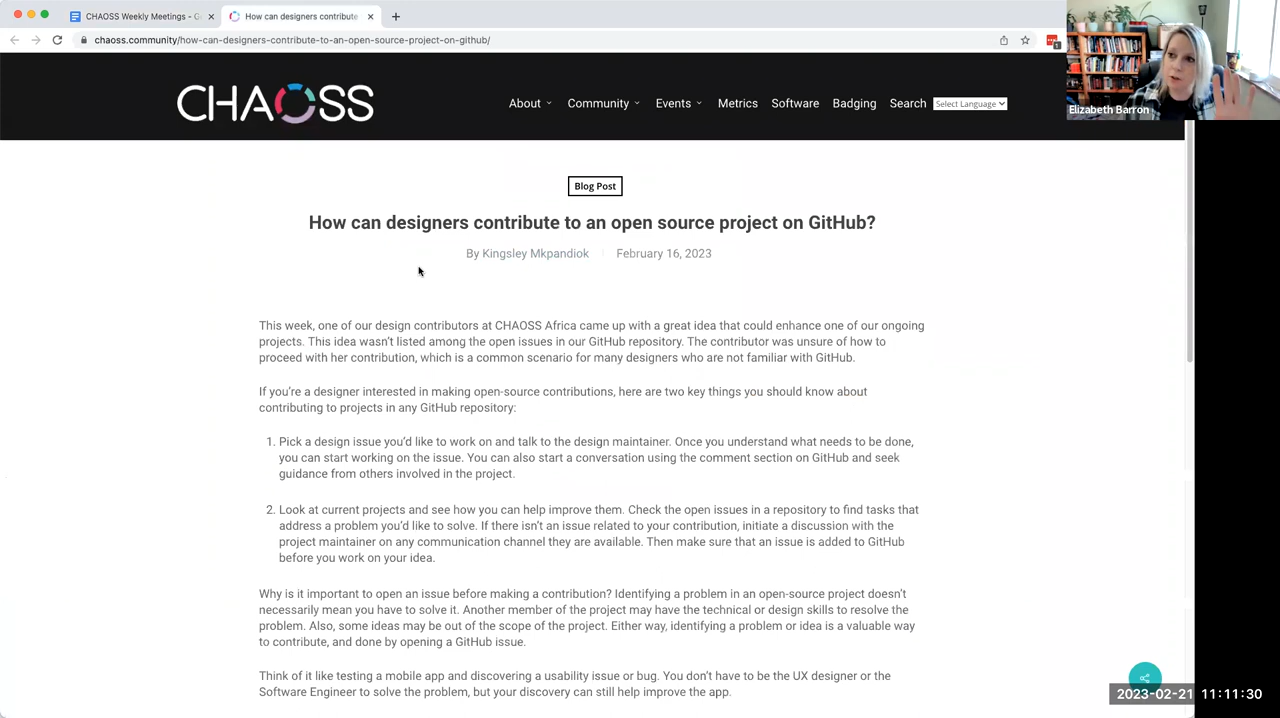 CHAOSS Weekly Meetings - G
How can designers contribute
chaoss.community/how-can-designers-contribute-to-an-open-source-project-on-github/
Elizabeth Barron
CHAOSS
About
Community
Events
Metrics
Software
Badging
Search
Select Language
Blog Post
How can designers contribute to an open source project on GitHub?
By Kingsley Mkpandiok
February 16, 2023
This week, one of our design contributors at CHAOSS Africa came up with a great idea that could enhance one of our ongoing
projects. This idea wasn't listed among the open issues in our GitHub repository. The contributor was unsure of how to
proceed with her contribution, which is a common scenario for many designers who are not familiar with GitHub.
If you're a designer interested in making open-source contributions, here are two key things you should know about
contributing to projects in any GitHub repository:
1. Pick a design issue you'd like to work on and talk to the design maintainer. Once you understand what needs to be done,
you can start working on the issue. You can also start a conversation using the comment section on GitHub and seek
guidance from others involved in the project.
2. Look at current projects and see how you can help improve them. Check the open issues in a repository to find tasks that
address a problem you'd like to solve. If there isn't an issue related to your contribution, initiate a discussion with the
project maintainer on any communication channel they are available. Then make sure that an issue is added to GitHub
before you work on your idea.
Why is it important to open an issue before making a contribution? Identifying a problem in an open-source project doesn't
necessarily mean you have to solve it. Another member of the project may have the technical or design skills to resolve the
problem. Also, some ideas may be out of the scope of the project. Either way, identifying a problem or idea is a valuable way
to contribute, and done by opening a GitHub issue.
Think of it like testing a mobile app and discovering a usability issue or bug. You don't have to be the UX designer or the
Software Engineer to solve the problem, but your discovery can still help improve the app.
2023-02-21 11:11:30